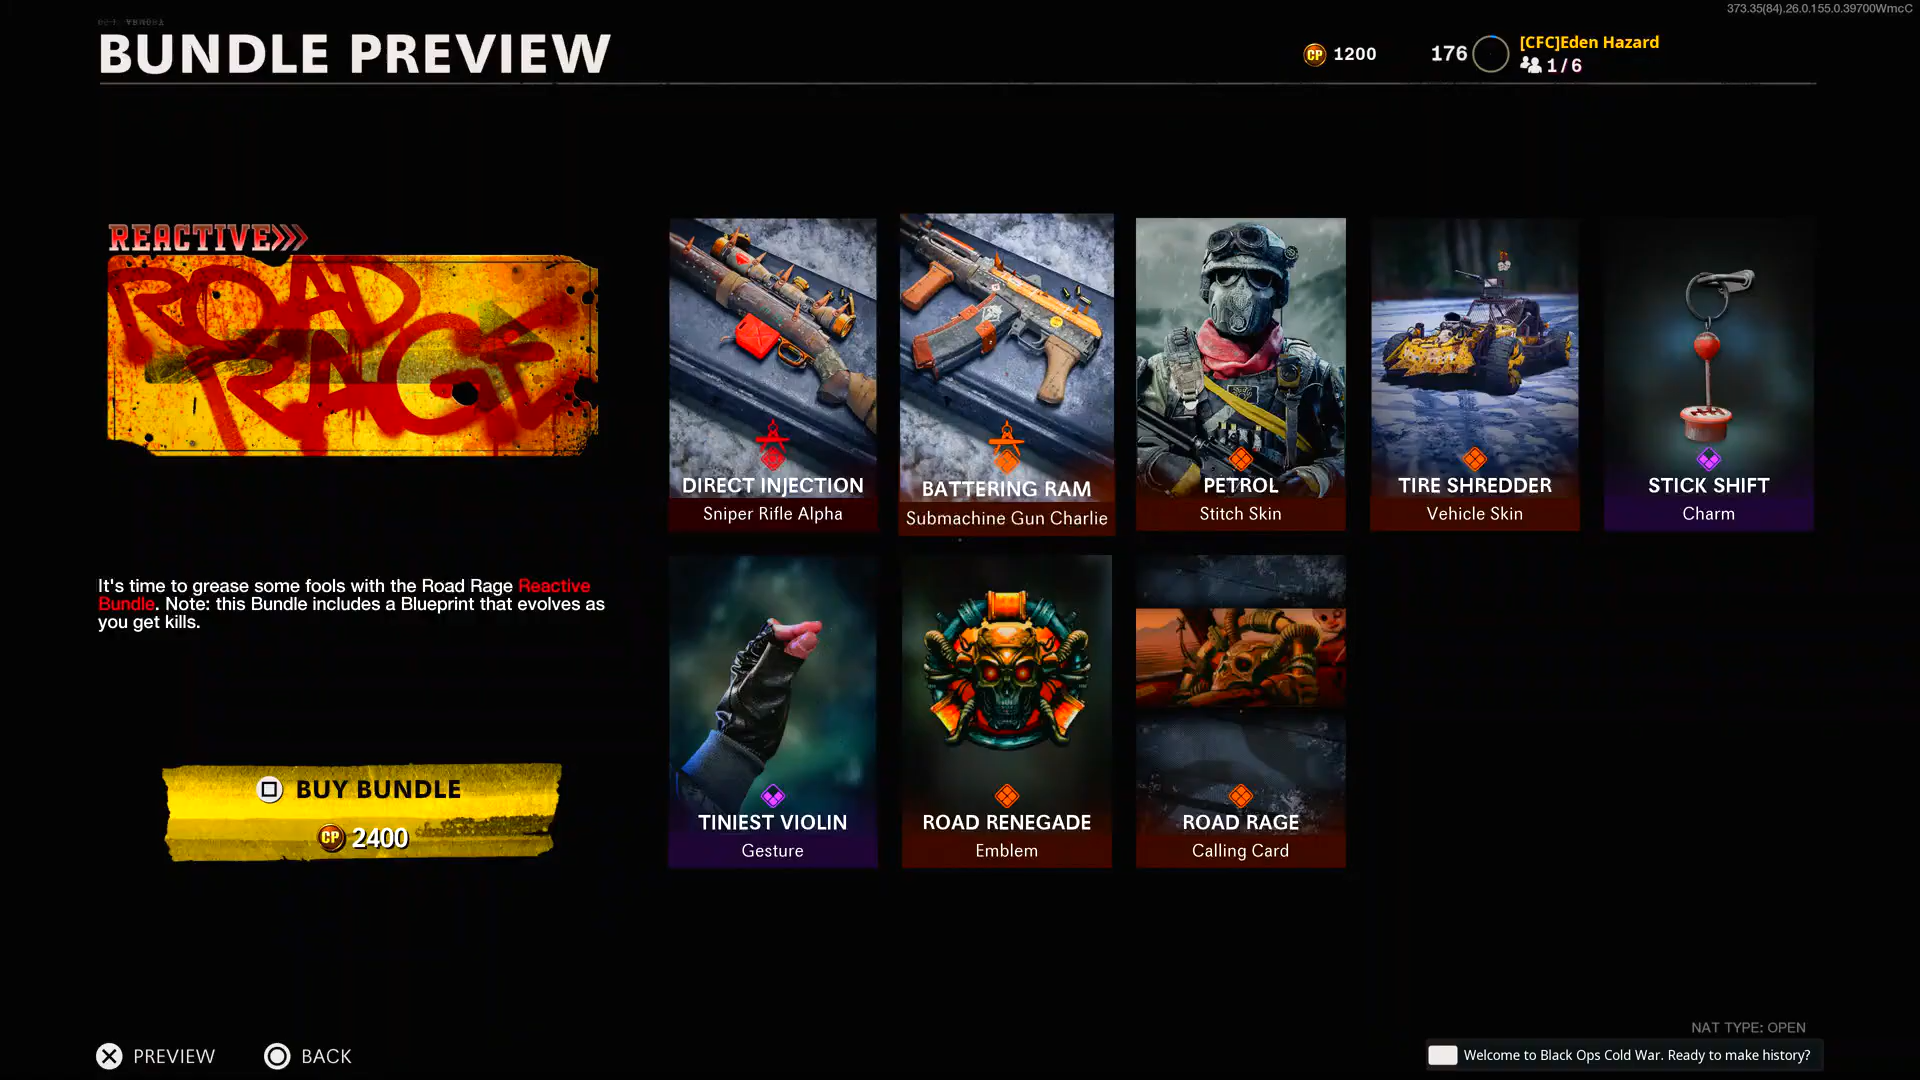 373.35(84).26.0.155.0.39700WmcC
BUNDLE PREVIEW
CP 1200
176
[CFC]Eden Hazard
1/6
REACTIVE
ROAD
RAGE
It's time to grease some fools with the Road Rage Reactive
Bundle. Note: this Bundle includes a Blueprint that evolves as
you get kills.
BUY BUNDLE
CP 2400
DIRECT INJECTION
Sniper Rifle Alpha
BATTERING RAM
Submachine Gun Charlie
PETROL
Stitch Skin
TIRE SHREDDER
Vehicle Skin
STICK SHIFT
Charm
TINIEST VIOLIN
Gesture
ROAD RENEGADE
Emblem
ROAD RAGE
Calling Card
PREVIEW
BACK
NAT TYPE: OPEN
Welcome to Black Ops Cold War. Ready to make history?